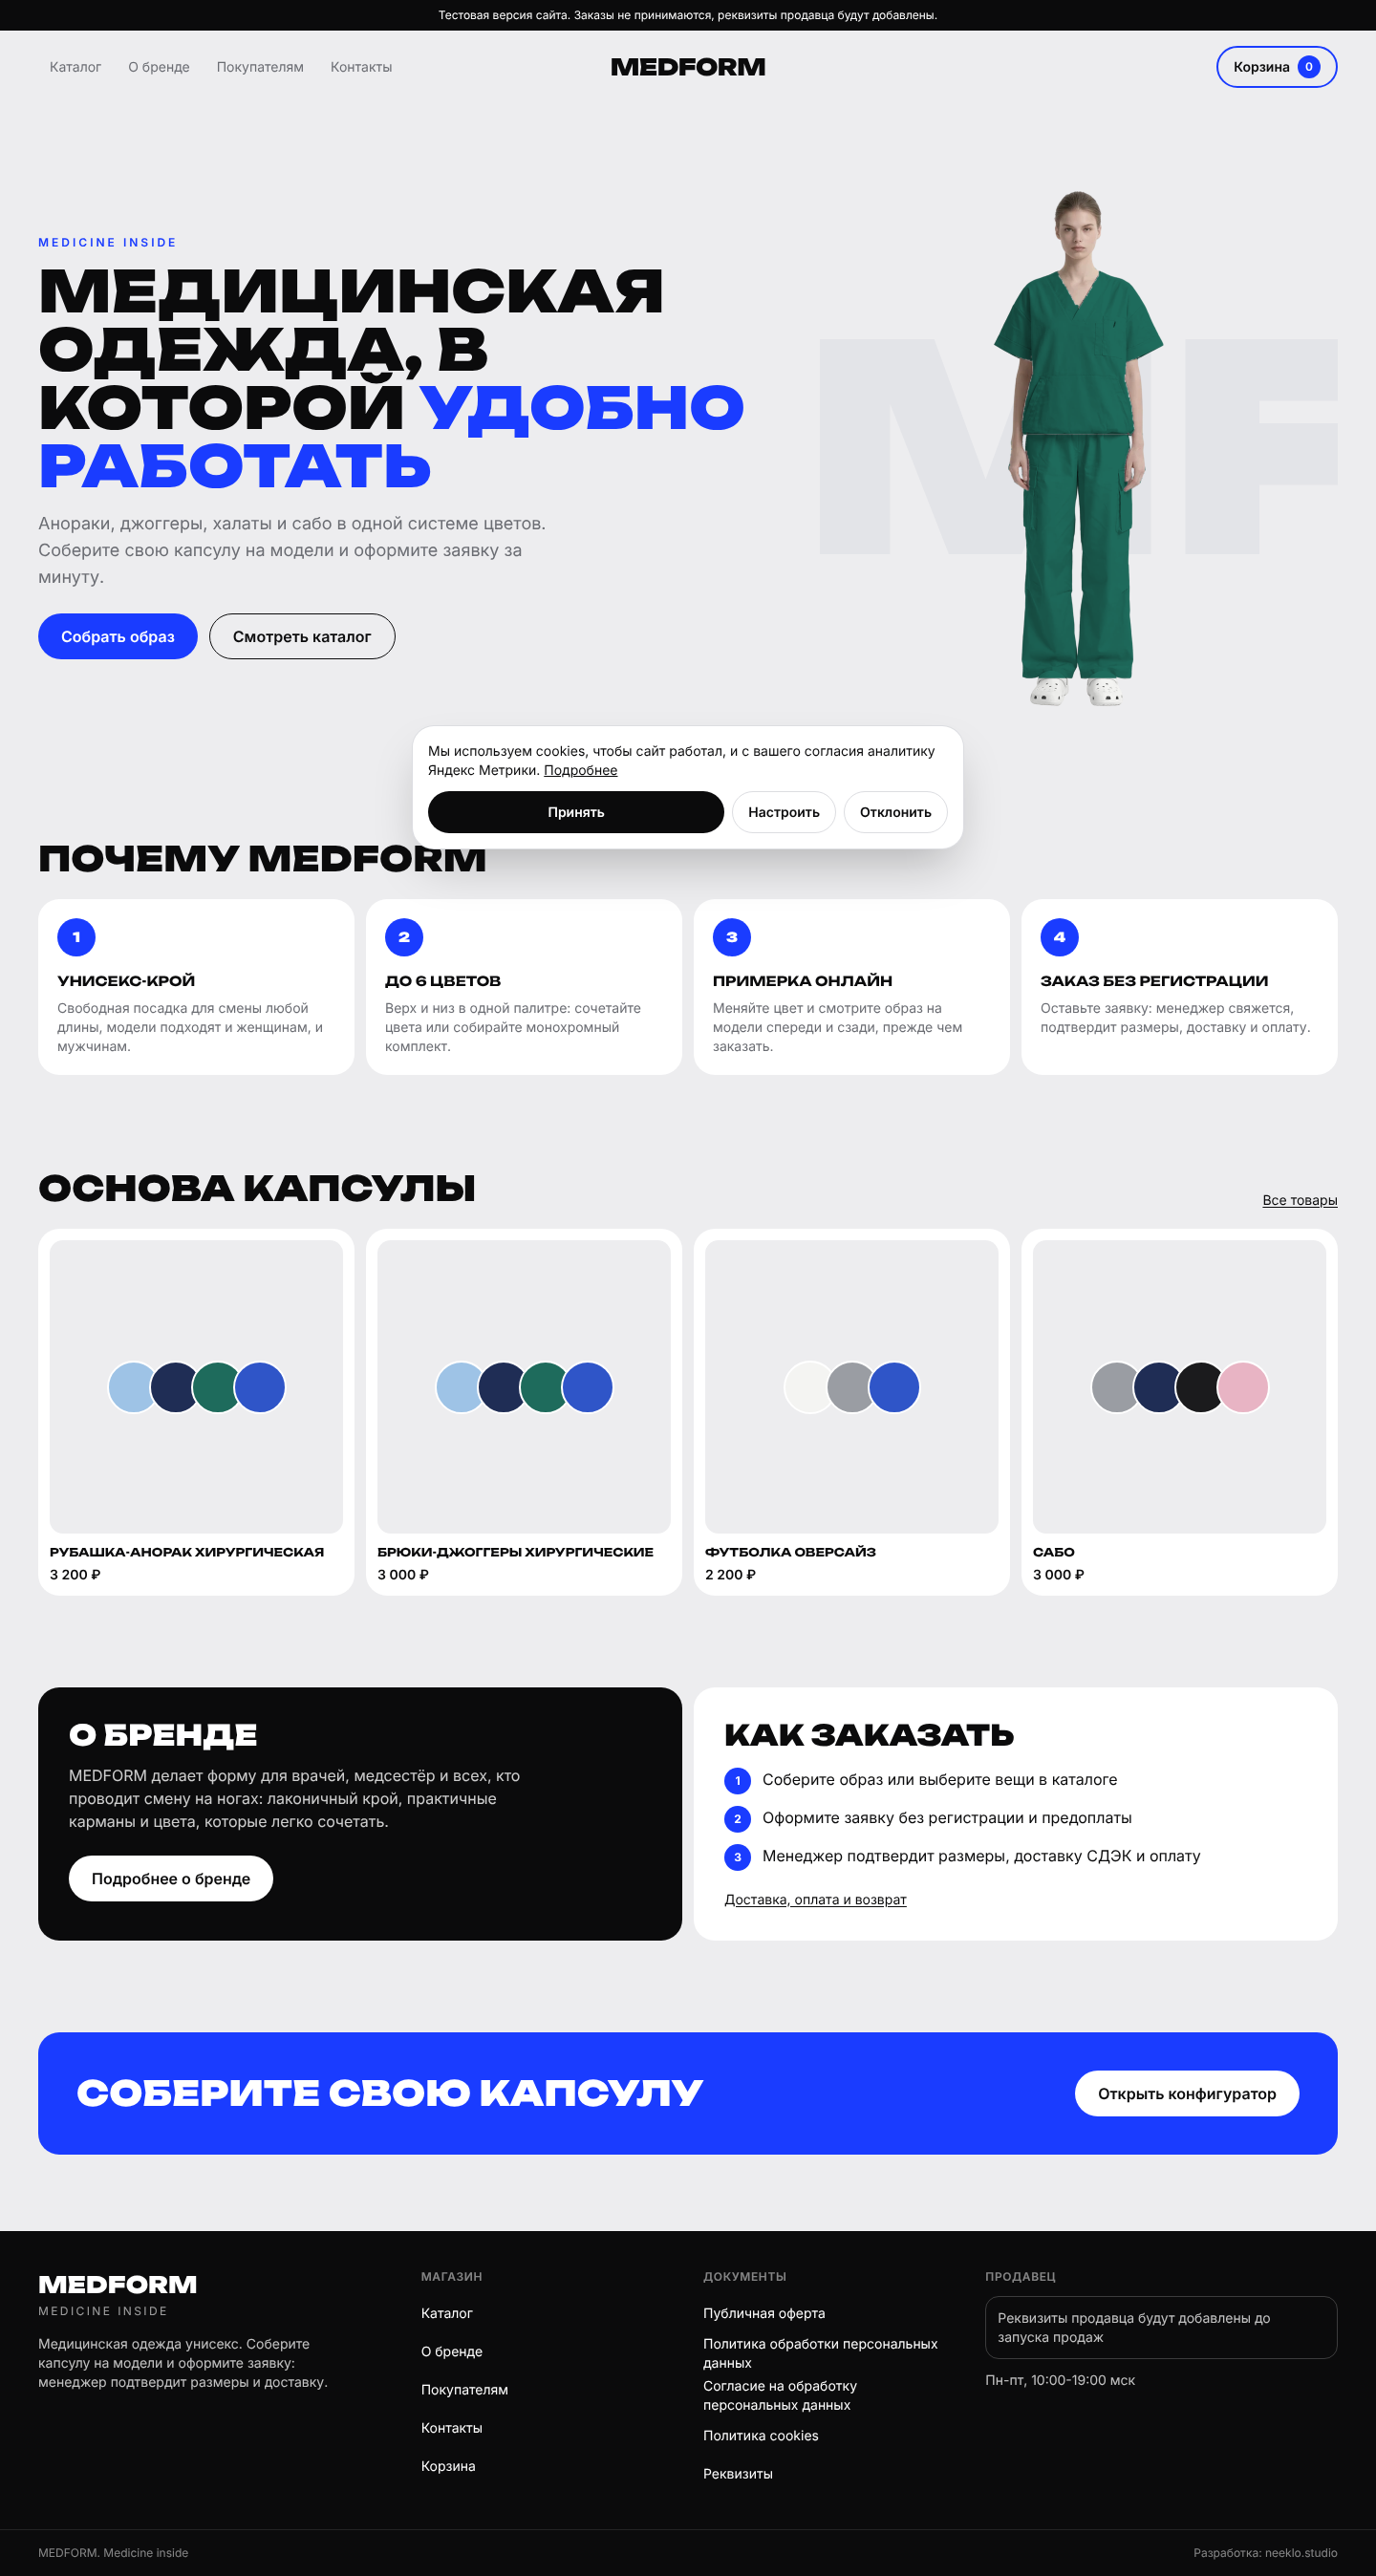 Тестовая версия сайта. Заказы не принимаются, реквизиты продавца будут добавлены.
Каталог
О бренде
Покупателям
Контакты
MEDFORM
Корзина 0
MEDICINE INSIDE
МЕДИЦИНСКАЯ
ОДЕЖДА, В
КОТОРОЙ УДОБНО
РАБОТАТЬ
MF
Анораки, джоггеры, халаты и сабо в одной системе цветов.
Соберите свою капсулу на модели и оформите заявку за
минуту.
Собрать образ
Смотреть каталог
Мы используем cookies, чтобы сайт работал, и с вашего согласия аналитику
Яндекс Метрики. Подробнее
Принять
Настроить
Отклонить
ПОЧЕМУ MEDFORM
1
УНИСЕКС-КРОЙ
Свободная посадка для смены любой
длины, модели подходят и женщинам, и
мужчинам.
2
ДО 6 ЦВЕТОВ
Верх и низ в одной палитре: сочетайте
цвета или собирайте монохромный
комплект.
3
ПРИМЕРКА ОНЛАЙН
Меняйте цвет и смотрите образ на
модели спереди и сзади, прежде чем
заказать.
4
ЗАКАЗ БЕЗ РЕГИСТРАЦИИ
Оставьте заявку: менеджер свяжется,
подтвердит размеры, доставку и оплату.
ОСНОВА КАПСУЛЫ
Все товары
РУБАШКА-АНОРАК ХИРУРГИЧЕСКАЯ
3 200 ₽
БРЮКИ-ДЖОГГЕРЫ ХИРУРГИЧЕСКИЕ
3 000 ₽
ФУТБОЛКА ОВЕРСАЙЗ
2 200 ₽
САБО
3 000 ₽
О БРЕНДЕ
MEDFORM делает форму для врачей, медсестёр и всех, кто
проводит смену на ногах: лаконичный крой, практичные
карманы и цвета, которые легко сочетать.
Подробнее о бренде
КАК ЗАКАЗАТЬ
1 Соберите образ или выберите вещи в каталоге
2 Оформите заявку без регистрации и предоплаты
3 Менеджер подтвердит размеры, доставку СДЭК и оплату
Доставка, оплата и возврат
СОБЕРИТЕ СВОЮ КАПСУЛУ
Открыть конфигуратор
MEDFORM
MEDICINE INSIDE
Медицинская одежда унисекс. Соберите
капсулу на модели и оформите заявку:
менеджер подтвердит размеры и доставку.
МАГАЗИН
Каталог
О бренде
Покупателям
Контакты
Корзина
ДОКУМЕНТЫ
Публичная оферта
Политика обработки персональных
данных
Согласие на обработку
персональных данных
Политика cookies
Реквизиты
ПРОДАВЕЦ
Реквизиты продавца будут добавлены до
запуска продаж
Пн-пт, 10:00-19:00 мск
MEDFORM. Medicine inside
Разработка: neeklo.studio